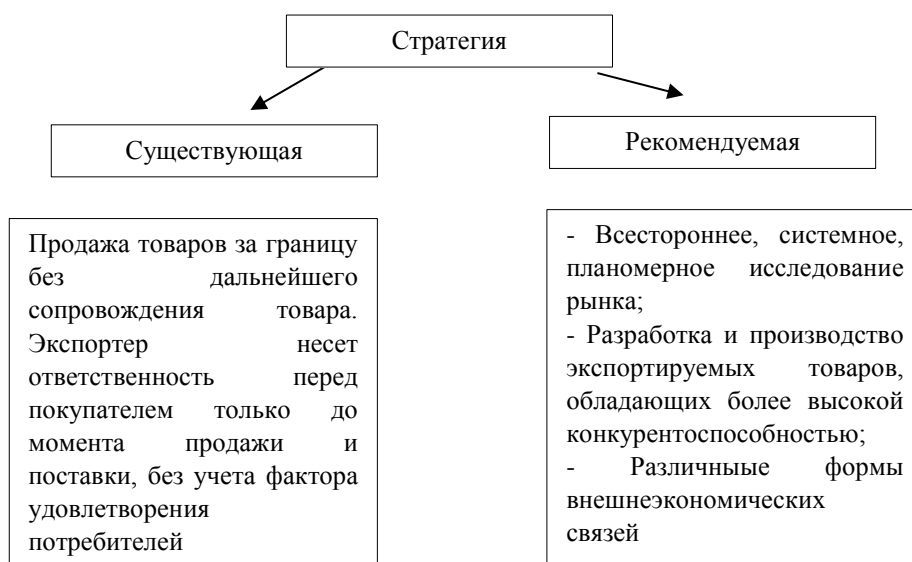 Стратегия
Существующая
Рекомендуемая
Продажа товаров за границу
без дальнейшего
сопровождения товара.
Экспортер несет
ответственность перед
покупателем только до
момента продажи и
поставки, без учета фактора
удовлетворения
потребителей
- Всестороннее, системное,
планомерное исследование
рынка;
- Разработка и производство
экспортируемых товаров,
обладающих более высокой
конкурентоспособностью;
- Различныые формы
внешнеэкономических
связей